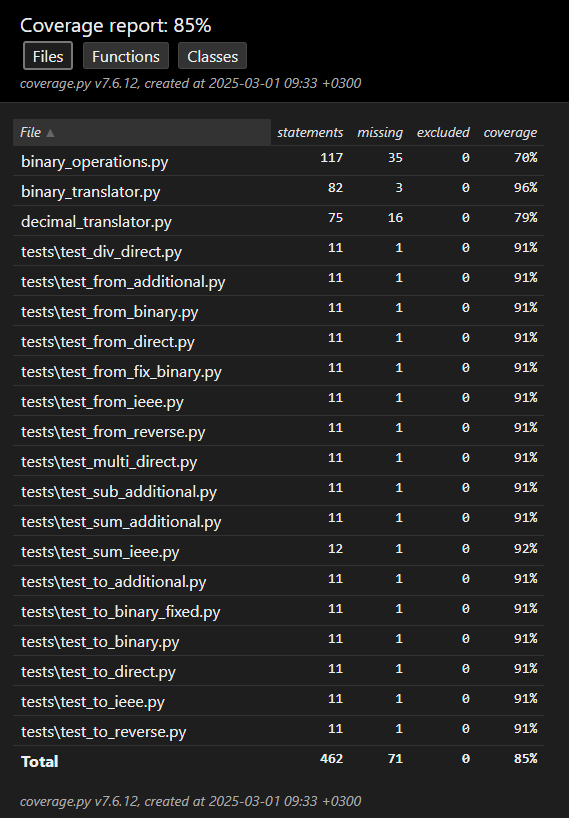 Coverage report: 85%
Files Functions Classes
coverage.py v7.6.12, created at 2025-03-01 09:33 +0300
File ▲ statements missing excluded coverage
binary_operations.py 117 35 0 70%
binary_translator.py 82 3 0 96%
decimal_translator.py 75 16 0 79%
tests\test_div_direct.py 11 1 0 91%
tests\test_from_additional.py 11 1 0 91%
tests\test_from_binary.py 11 1 0 91%
tests\test_from_direct.py 11 1 0 91%
tests\test_from_fix_binary.py 11 1 0 91%
tests\test_from_ieee.py 11 1 0 91%
tests\test_from_reverse.py 11 1 0 91%
tests\test_multi_direct.py 11 1 0 91%
tests\test_sub_additional.py 11 1 0 91%
tests\test_sum_additional.py 11 1 0 91%
tests\test_sum_ieee.py 12 1 0 92%
tests\test_to_additional.py 11 1 0 91%
tests\test_to_binary_fixed.py 11 1 0 91%
tests\test_to_binary.py 11 1 0 91%
tests\test_to_direct.py 11 1 0 91%
tests\test_to_ieee.py 11 1 0 91%
tests\test_to_reverse.py 11 1 0 91%
Total 462 71 0 85%
coverage.py v7.6.12, created at 2025-03-01 09:33 +0300